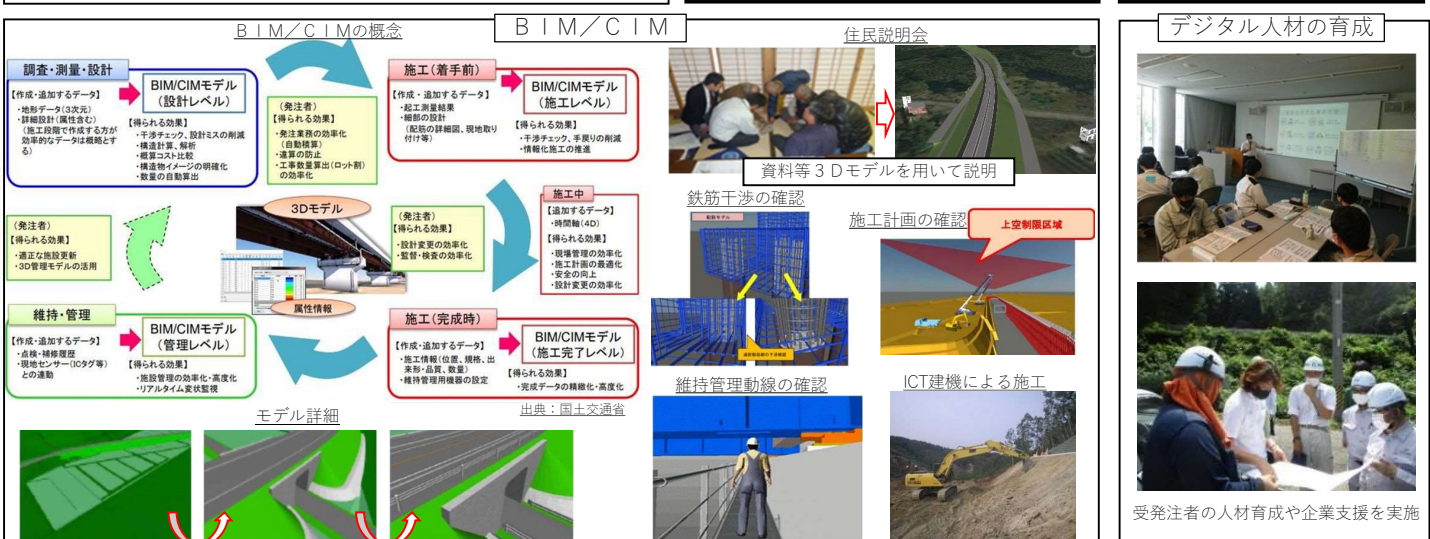 BIM/CIM
BIM/CIMの概念
調査・測量・設計
【作成・追加するデータ】
・地形データ(3次元)
・詳細設計(属性含む)
(施工段階で作成する方が
効率的なデータは概略とす
る)
BIM/CIMモデル
(設計レベル)
【得られる効果】
・干渉チェック、設計ミスの削減
・構造計算、解析
・概算コスト比較
・構造物イメージの明確化
・数量の自動算出
(発注者)
【得られる効果】
・発注業務の効率化
(自動積算)
・違算の防止
・工事数量算出(ロット割)
の効率化
施工(着手前)
【作成・追加するデータ】
・起工測量結果
・細部の設計
(配筋の詳細図、現地取り
付け等)
BIM/CIMモデル
(施工レベル)
【得られる効果】
・干渉チェック、手戻りの削減
・情報化施工の推進
(発注者)
【得られる効果】
・適正な施設更新
・3D管理モデルの活用
3Dモデル
属性情報
(発注者)
【得られる効果】
・設計変更の効率化
・監督・検査の効率化
施工中
【追加するデータ】
・時間軸(4D)
【得られる効果】
・現場管理の効率化
・施工計画の最適化
・安全の向上
・設計変更の効率化
維持・管理
【作成・追加するデータ】
・点検・補修履歴
・現地センサー(ICタグ等)
との連動
BIM/CIMモデル
(管理レベル)
【得られる効果】
・施設管理の効率化・高度化
・リアルタイム変状監視
施工(完成時)
【作成・追加するデータ】
・施工情報(位置、規格、出
来形・品質、数量)
・維持管理用機器の設定
BIM/CIMモデル
(施工完了レベル)
【得られる効果】
・完成データの精緻化・高度化
出典:国土交通省
モデル詳細
住民説明会
資料等3Dモデルを用いて説明
鉄筋干渉の確認
配筋モデル
施工計画の確認
上空制限区域
維持管理動線の確認
ICT建機による施工
デジタル人材の育成
受発注者の人材育成や企業支援を実施